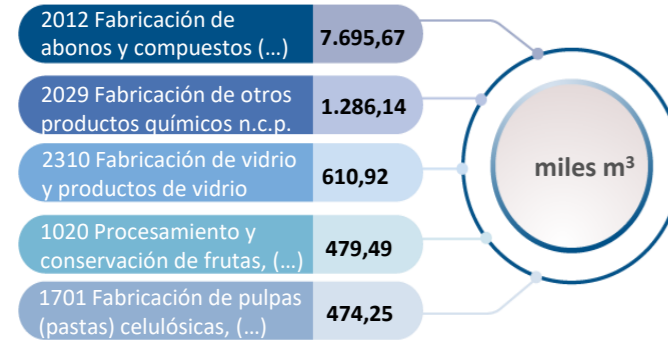 2012 Fabricación de
abonos y compuestos (...)
7.695,67
2029 Fabricación de otros
productos químicos n.c.p.
1.286,14
2310 Fabricación de vidrio
y productos de vidrio
610,92
1020 Procesamiento y
conservación de frutas, (...)
479,49
1701 Fabricación de pulpas
(pastas) celulósicas, (...)
474,25
miles m³